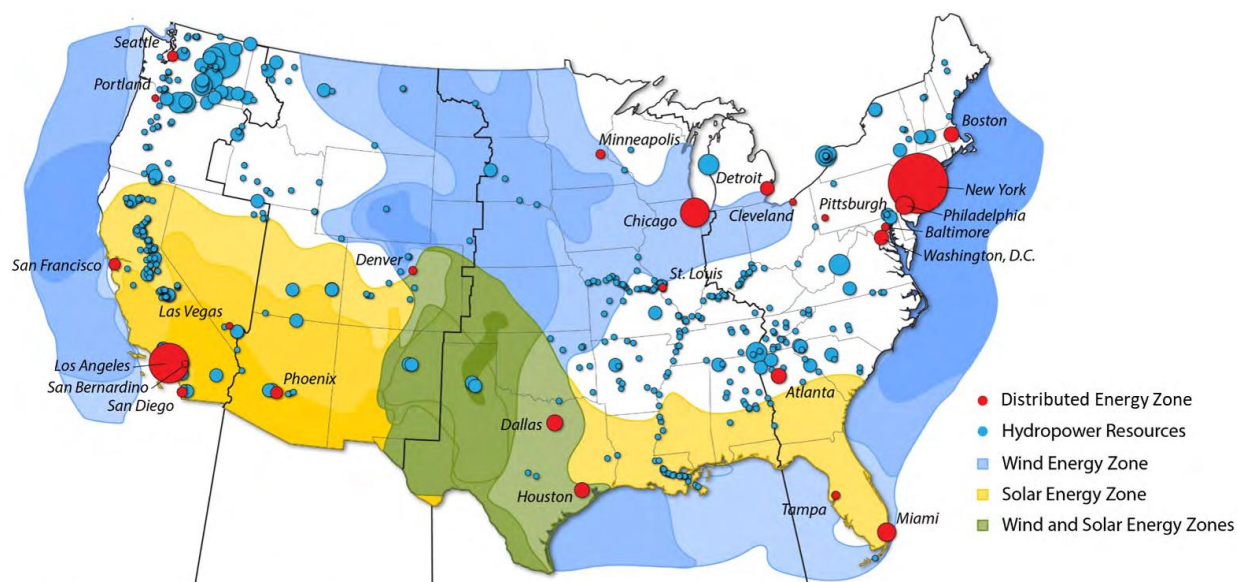 Seattle
Portland
Minneapolis
Boston
Detroit
New York
Chicago
Cleveland
Pittsburgh
Philadelphia
Baltimore
Washington, D.C.
San Francisco
Denver
St. Louis
Las Vegas
Los Angeles
San Bernardino
San Diego
Phoenix
Atlanta
Dallas
Houston
Tampa
Miami
Distributed Energy Zone
Hydropower Resources
Wind Energy Zone
Solar Energy Zone
Wind and Solar Energy Zones